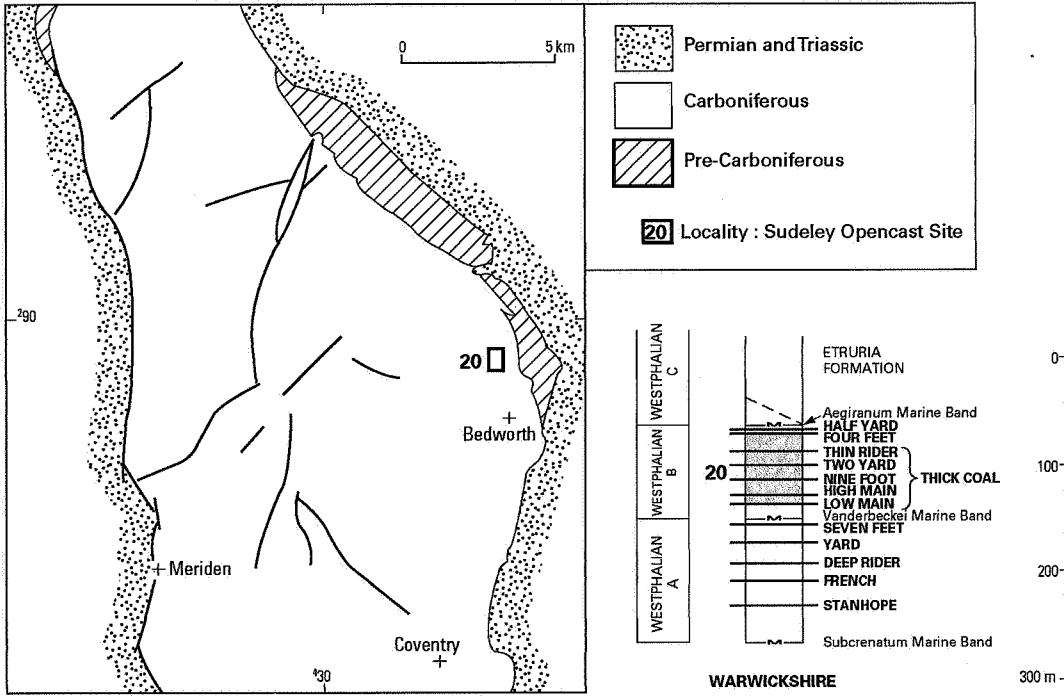 0 5 km
Permian and Triassic
Carboniferous
Pre-Carboniferous
20 Locality : Sudeley Opencast Site
²90
20
Bedworth
Meriden
Coventry
⁴30
WESTPHALIAN C
WESTPHALIAN B
WESTPHALIAN A
20
ETRURIA
FORMATION
Aegiranum Marine Band
M
HALF YARD
FOUR FEET
THIN RIDER
TWO YARD
NINE FOOT
HIGH MAIN
LOW MAIN
THICK COAL
M
Vanderbeckei Marine Band
SEVEN FEET
YARD
DEEP RIDER
FRENCH
STANHOPE
M
Subcrenatum Marine Band
0
100
200
300 m
WARWICKSHIRE